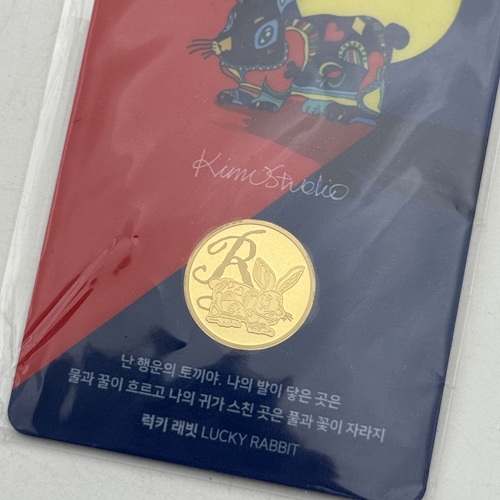 Kimi Studio
R
난 행운의 토끼야. 나의 발이 닿은 곳은
물과 꿀이 흐르고 나의 귀가 스친 곳은 풀과 꽃이 자라지
럭키 래빗 LUCKY RABBIT